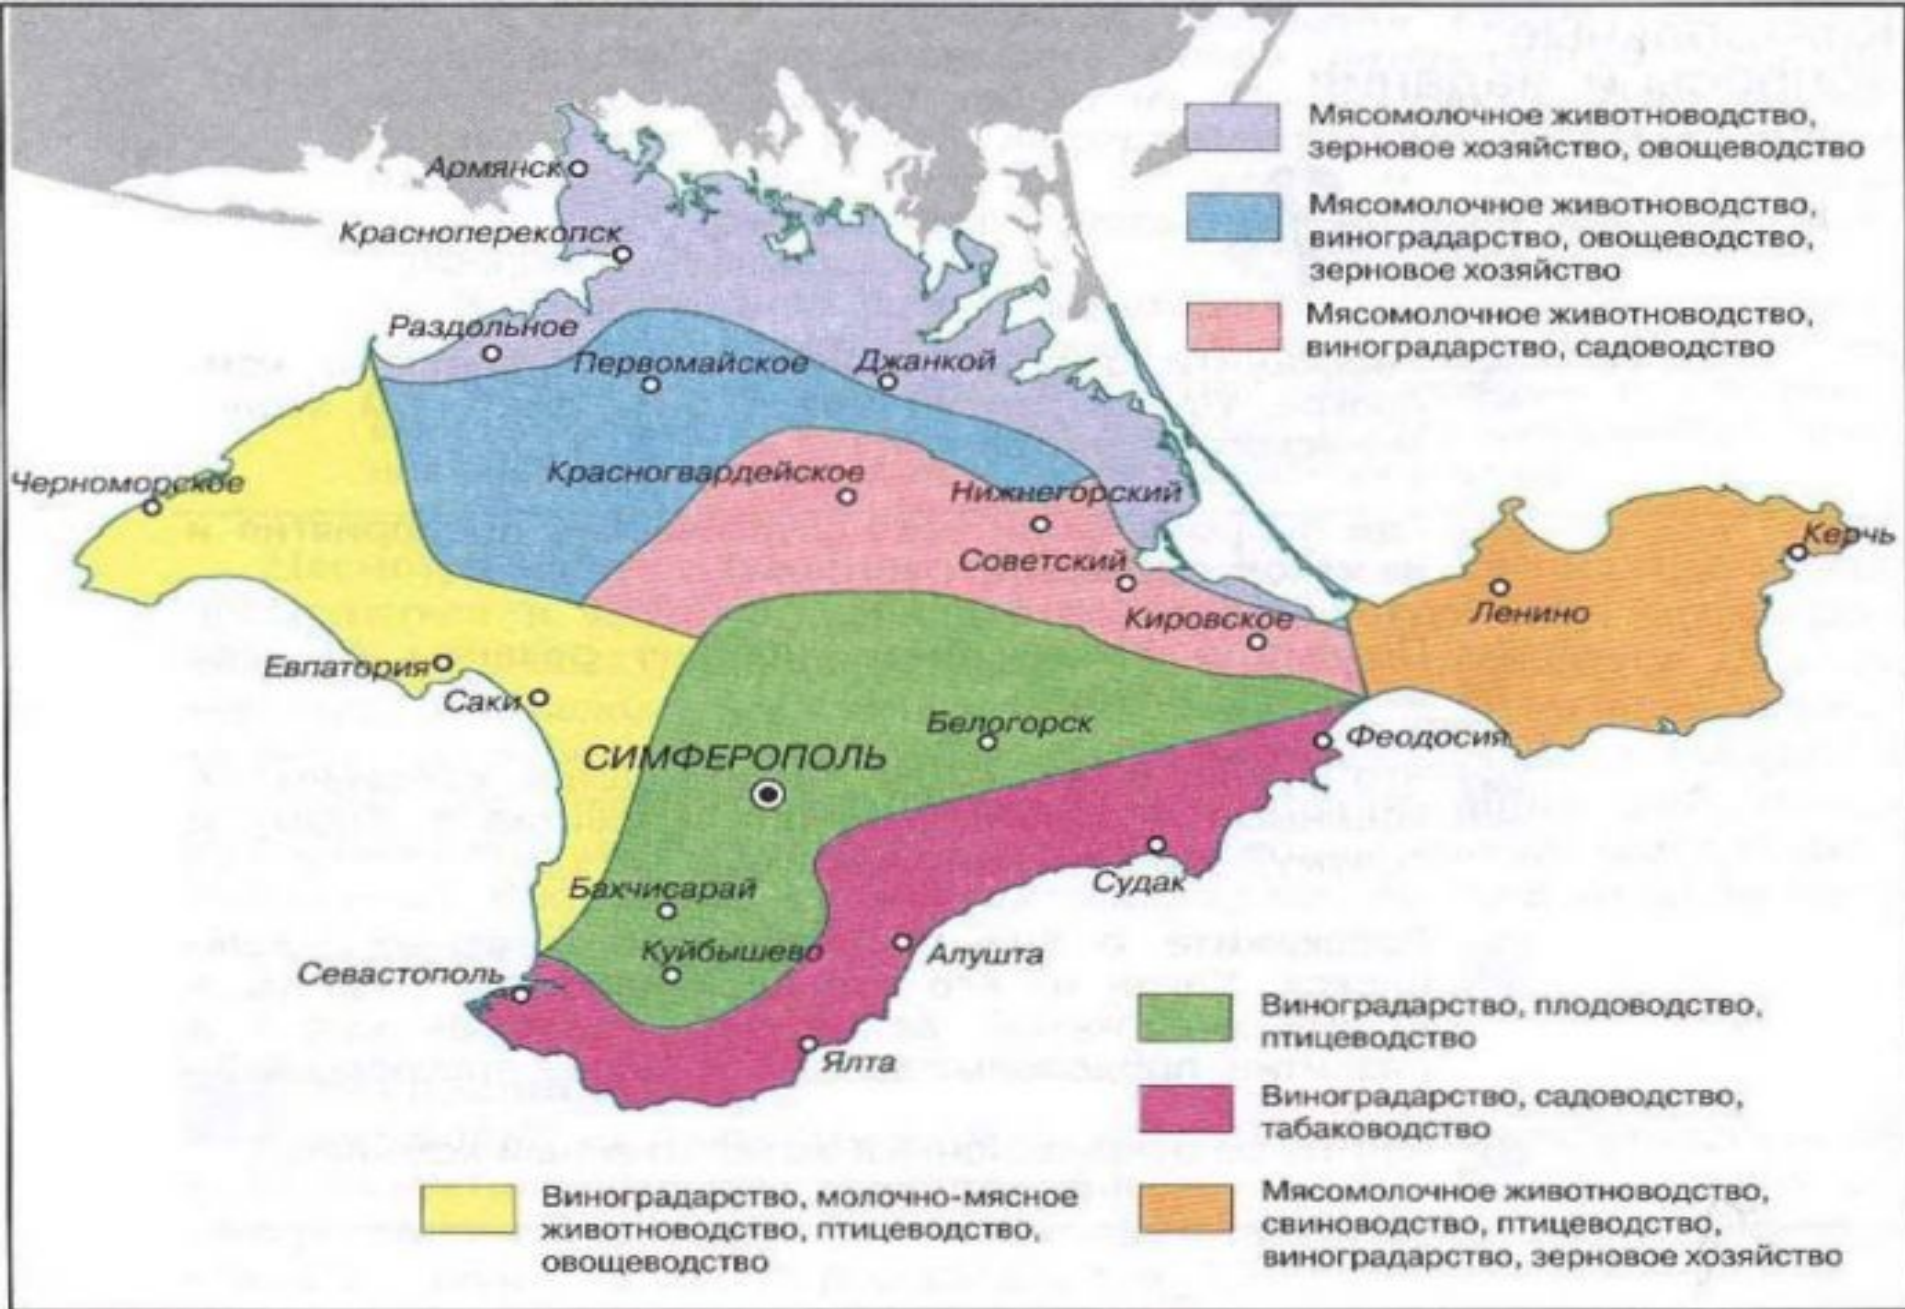 Мясомолочное животноводство,
зерновое хозяйство, овощеводство
Мясомолочное животноводство,
виноградарство, овощеводство,
зерновое хозяйство
Мясомолочное животноводство,
виноградарство, садоводство
Армянск
Красноперекопск
Раздольное
Первомайское
Джанкой
Черноморское
Красногвардейское
Нижнегорский
Советский
Керчь
Ленино
Кировское
Евпатория
Саки
Белогорск
Феодосия
СИМФЕРОПОЛЬ
Бахчисарай
Судак
Куйбышево
Алушта
Севастополь
Ялта
Виноградарство, плодоводство,
птицеводство
Виноградарство, садоводство,
табаководство
Виноградарство, молочно-мясное
животноводство, птицеводство,
овощеводство
Мясомолочное животноводство,
свиноводство, птицеводство,
виноградарство, зерновое хозяйство